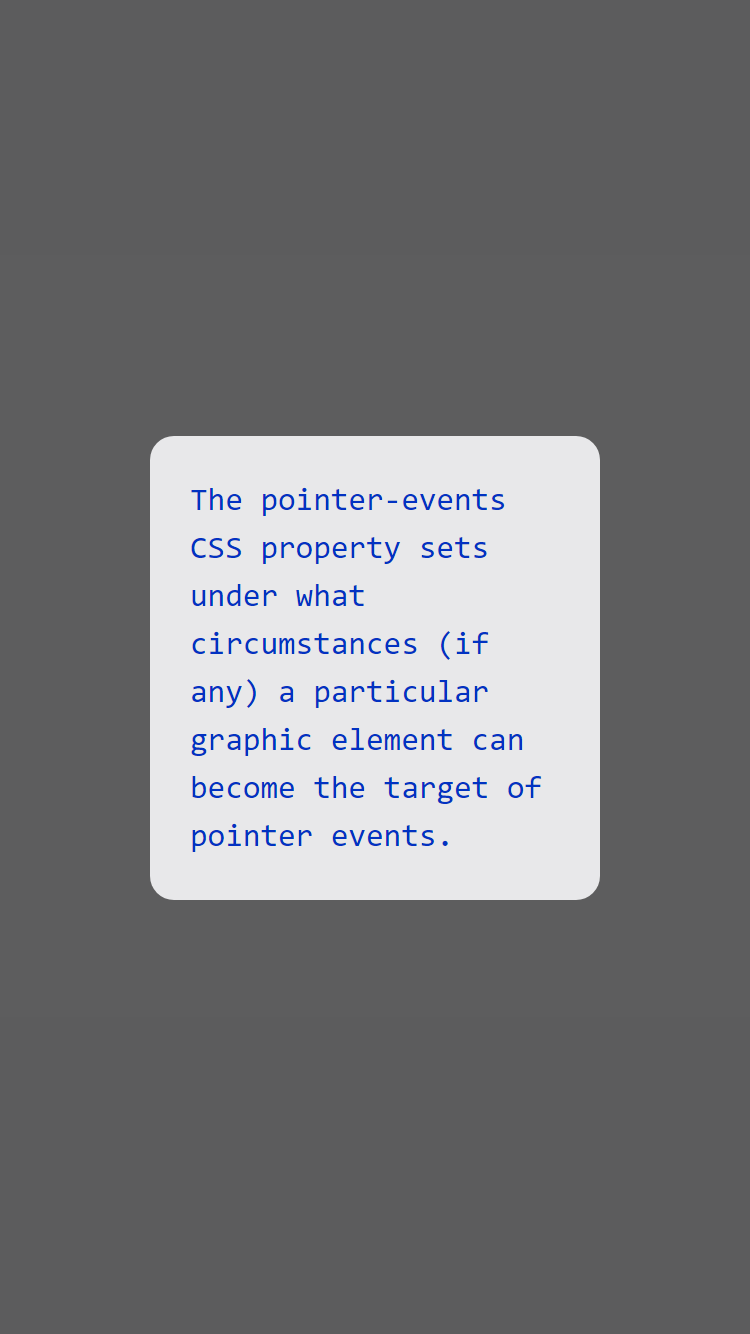 The pointer-events
CSS property sets
under what
circumstances (if
any) a particular
graphic element can
become the target of
pointer events.